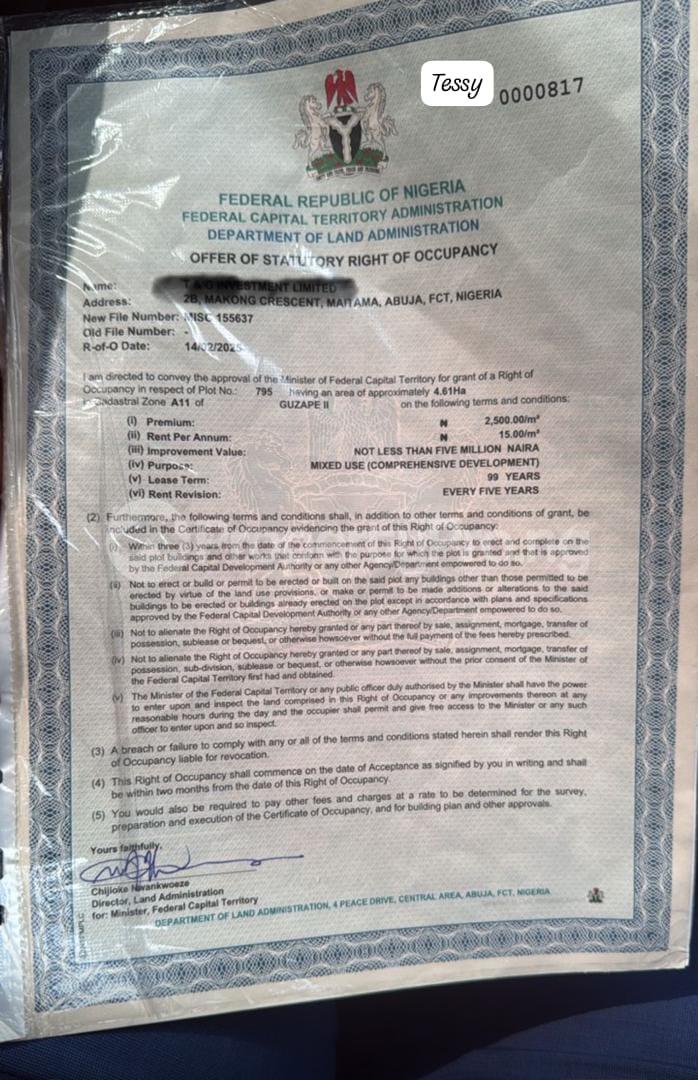 Tessy
0000817
FEDERAL REPUBLIC OF NIGERIA
FEDERAL CAPITAL TERRITORY ADMINISTRATION
DEPARTMENT OF LAND ADMINISTRATION
OFFER OF STATUTORY RIGHT OF OCCUPANCY
Name: INVESTMENT LIMITED
Address: 2B, MAKONG CRESCENT, MAITAMA, ABUJA, FCT, NIGERIA
New File Number: MISC 155637
Old File Number: -
R-of-O Date: 14/02/2025
I am directed to convey the approval of the Minister of Federal Capital Territory for grant of a Right of
Occupancy in respect of Plot No.: 795 having an area of approximately 4.61Ha
in Cadastral Zone A11 of GUZAPE II on the following terms and conditions:
(i) Premium: ₦ 2,500.00/m²
(ii) Rent Per Annum: ₦ 15.00/m²
(iii) Improvement Value: NOT LESS THAN FIVE MILLION NAIRA
(iv) Purpose: MIXED USE (COMPREHENSIVE DEVELOPMENT)
(v) Lease Term: 99 YEARS
(vi) Rent Revision: EVERY FIVE YEARS
(2) Furthermore, the following terms and conditions shall, in addition to other terms and conditions of grant, be
included in the Certificate of Occupancy evidencing the grant of this Right of Occupancy:
(i) Within three (3) years from the date of the commencement of this Right of Occupancy to erect and complete on the
said plot buildings and other works that conform with the purpose for which the plot is granted and that is approved
by the Federal Capital Development Authority or any other Agency/Department empowered to do so.
(ii) Not to erect or build or permit to be erected or built on the said plot any buildings other than those permitted to be
erected by virtue of the land use provisions, or make or permit to be made additions or alterations to the said
buildings to be erected or buildings already erected on the plot except in accordance with plans and specifications
approved by the Federal Capital Development Authority or any other Agency/Department empowered to do so.
(iii) Not to alienate the Right of Occupancy hereby granted or any part thereof by sale, assignment, mortgage, transfer of
possession, sublease or bequest, or otherwise howsoever without the full payment of the fees hereby prescribed.
(iv) Not to alienate the Right of Occupancy hereby granted or any part thereof by sale, assignment, mortgage, transfer of
possession, sub-division, sublease or bequest, or otherwise howsoever without the prior consent of the Minister of
the Federal Capital Territory first had and obtained.
(v) The Minister of the Federal Capital Territory or any public officer duly authorised by the Minister shall have the power
to enter upon and inspect the land comprised in this Right of Occupancy or any improvements thereon at any
reasonable hours during the day and the occupier shall permit and give free access to the Minister or any such
officer to enter upon and so inspect.
(3) A breach or failure to comply with any or all of the terms and conditions stated herein shall render this Right
of Occupancy liable for revocation.
(4) This Right of Occupancy shall commence on the date of Acceptance as signified by you in writing and shall
be within two months from the date of this Right of Occupancy.
(5) You would also be required to pay other fees and charges at a rate to be determined for the survey,
preparation and execution of the Certificate of Occupancy, and for building plan and other approvals.
Yours faithfully,
Chijioke Nwankwoeze
Director, Land Administration
for: Minister, Federal Capital Territory
DEPARTMENT OF LAND ADMINISTRATION, 4 PEACE DRIVE, CENTRAL AREA, ABUJA, FCT. NIGERIA